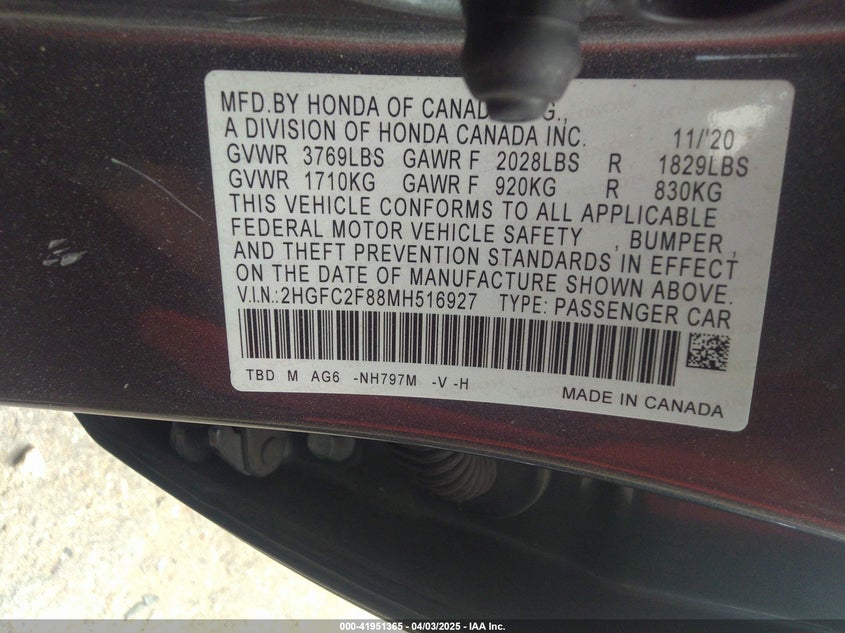 MFD.BY HONDA OF CANADA MFG.,
A DIVISION OF HONDA CANADA INC. 11/'20
GVWR 3769LBS GAWR F 2028LBS R 1829LBS
GVWR 1710KG GAWR F 920KG R 830KG
THIS VEHICLE CONFORMS TO ALL APPLICABLE
FEDERAL MOTOR VEHICLE SAFETY , BUMPER ,
AND THEFT PREVENTION STANDARDS IN EFFECT
ON THE DATE OF MANUFACTURE SHOWN ABOVE.
V.I.N.:2HGFC2F88MH516927 TYPE: PASSENGER CAR
TBD M AG6 -NH797M -V -H
MADE IN CANADA
000-41951365 - 04/03/2025 - IAA Inc.